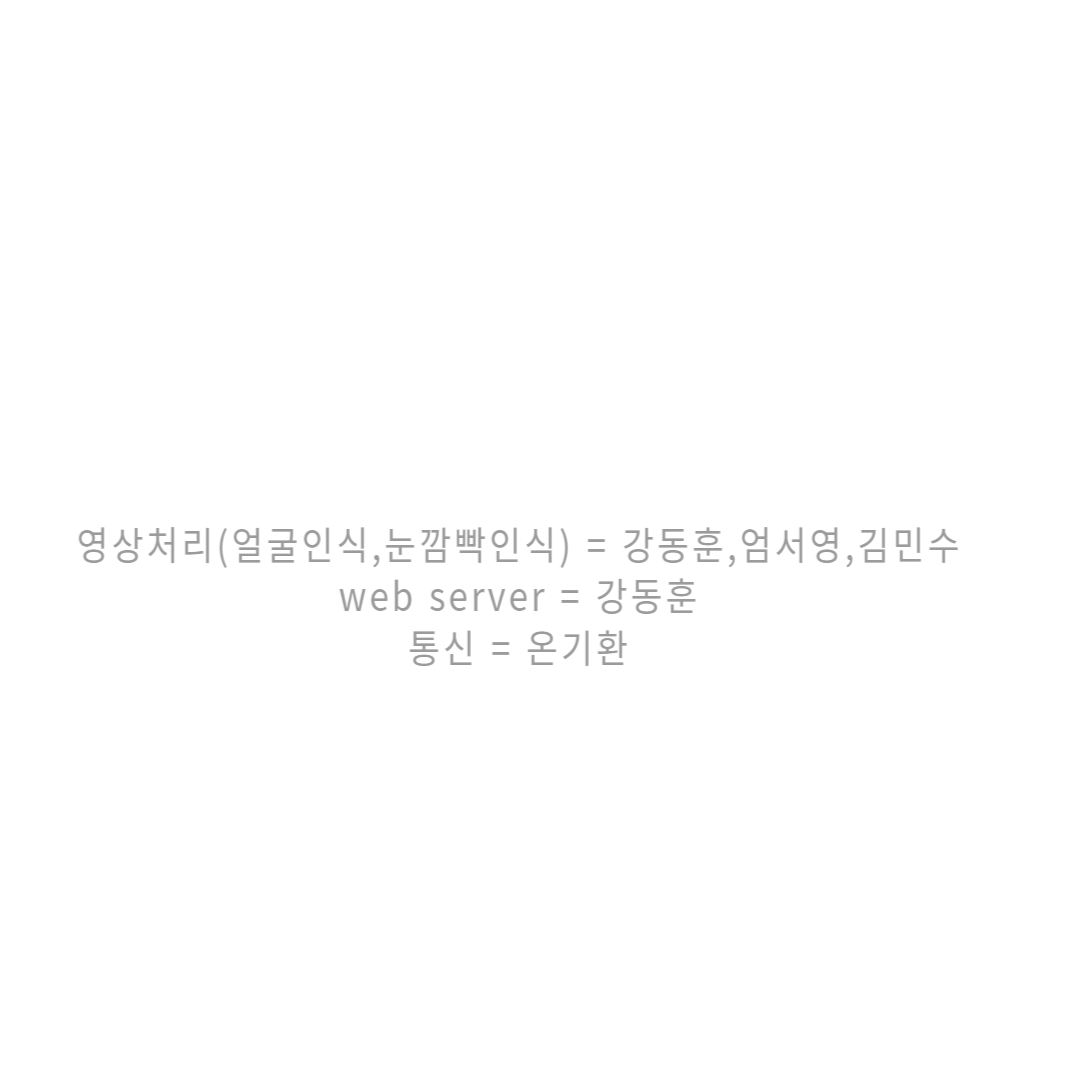 영상처리(얼굴인식,눈깜빡인식) = 강동훈,엄서영,김민수
web server = 강동훈
통신 = 온기환